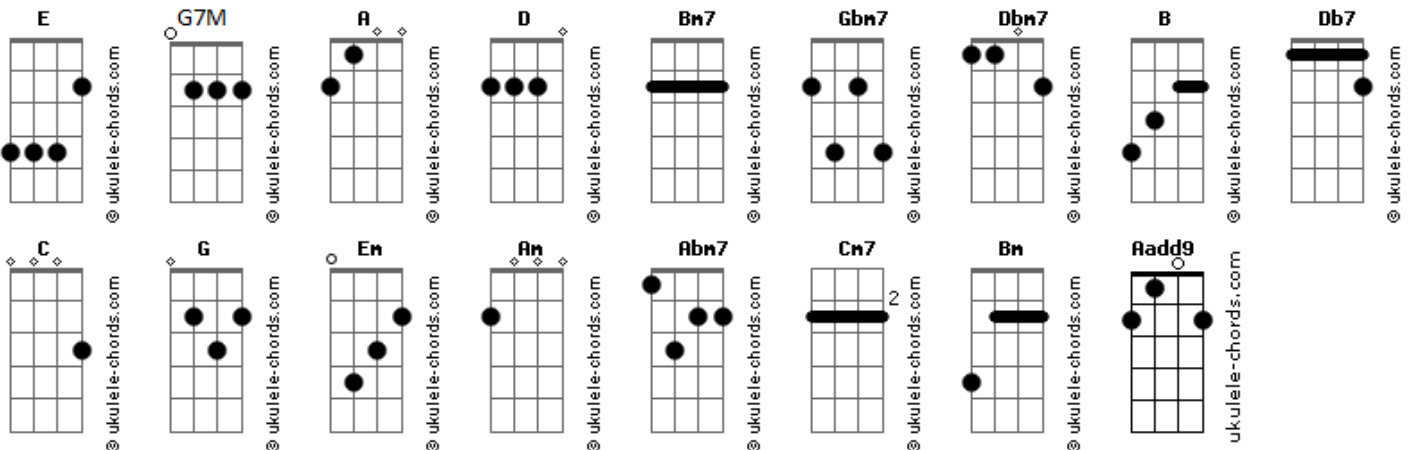 E G7M A D Bm7 Gbm7 Dbm7 B Db7
© ukulele-chords.com © ukulele-chords.com © ukulele-chords.com © ukulele-chords.com © ukulele-chords.com © ukulele-chords.com © ukulele-chords.com © ukulele-chords.com © ukulele-chords.com
C G Em Am Abm7 Cm7 Bm Aadd9
2
© ukulele-chords.com © ukulele-chords.com © ukulele-chords.com © ukulele-chords.com © ukulele-chords.com © ukulele-chords.com © ukulele-chords.com ukulele-chords.com